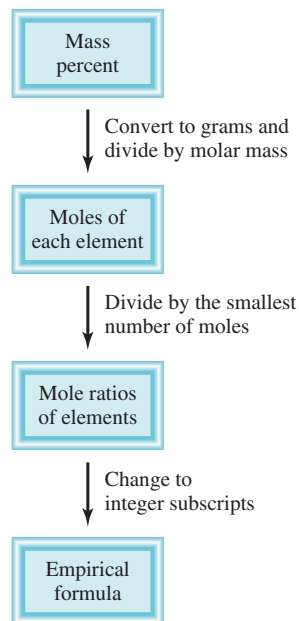 Mass
percent
Convert to grams and
divide by molar mass
Moles of
each element
Divide by the smallest
number of moles
Mole ratios
of elements
Change to
integer subscripts
Empirical
formula